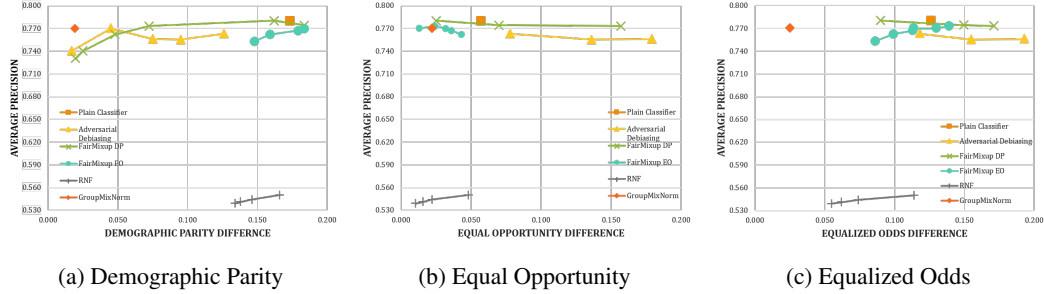 AVERAGE PRECISION
0.800
0.770
0.740
0.710
0.680
0.650
0.620
0.590
0.560
0.530
Plain Classifier
Adversarial
Debiasing
FairMixup DP
FairMixup EO
RNF
GroupMixNorm
0.000 0.050 0.100 0.150 0.200
DEMOGRAPHIC PARITY DIFFERNCE
(a) Demographic Parity
AVERAGE PRECISION
0.800
0.770
0.740
0.710
0.680
0.650
0.620
0.590
0.560
0.530
Plain Classifier
Adversarial
Debiasing
FairMixup DP
FairMixup EO
RNF
GroupMixNorm
0.000 0.050 0.100 0.150 0.200
EQUAL OPPORTUNITY DIFFERENCE
(b) Equal Opportunity
AVERAGE PRECISION
0.800
0.770
0.740
0.710
0.680
0.650
0.620
0.590
0.560
0.530
Plain Classifier
Adversarial Debiasing
FairMixup DP
FairMixup EO
RNF
GroupMixNorm
0.000 0.050 0.100 0.150 0.200
EQUALIZED ODDS DIFFERENCE
(c) Equalized Odds